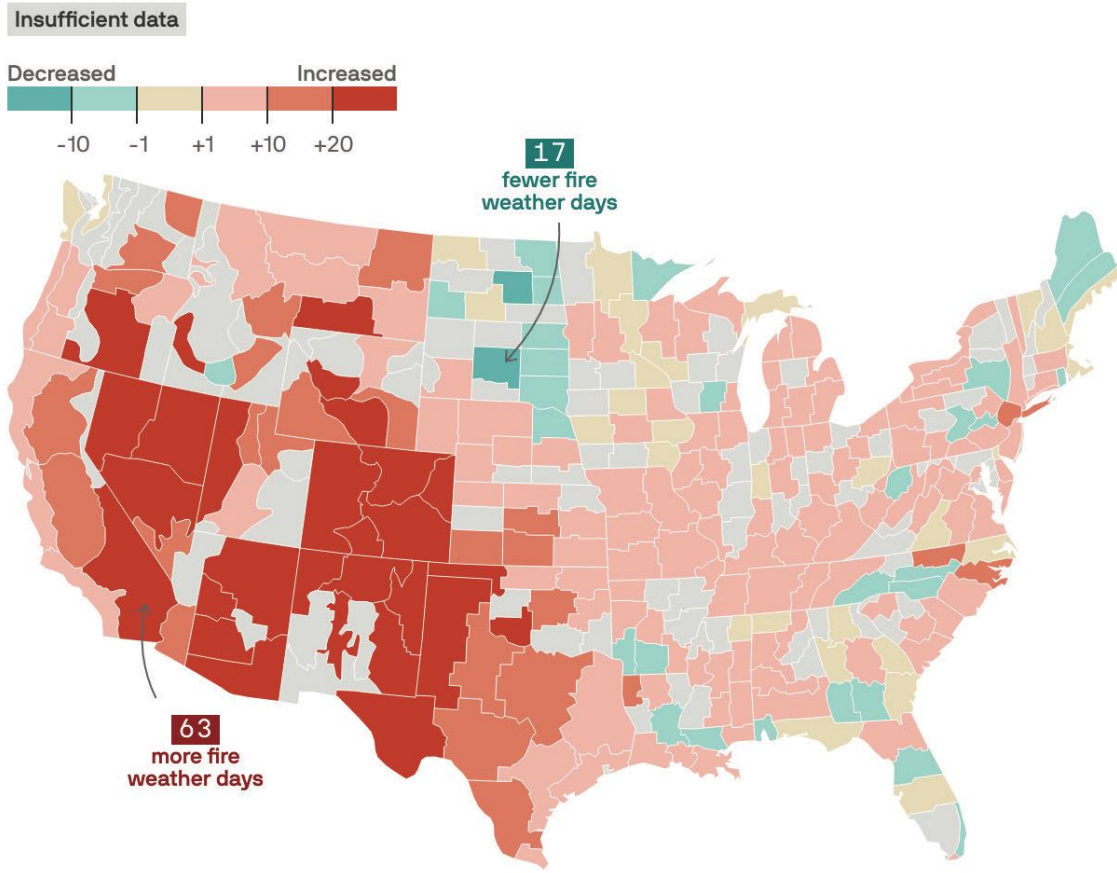 Insufficient data
Decreased Increased
-10 -1 +1 +10 +20
17
fewer fire
weather days
63
more fire
weather days